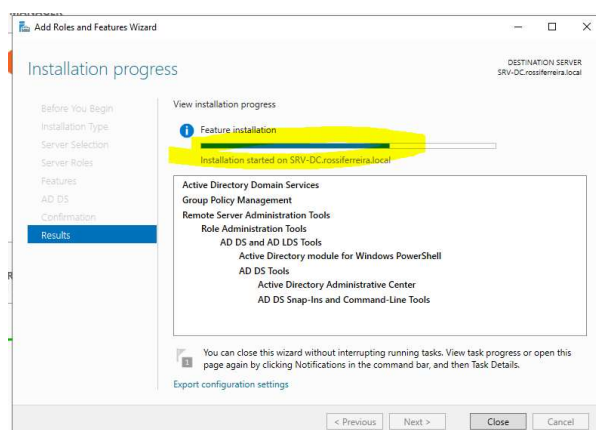 Add Roles and Features Wizard
Installation progress
DESTINATION SERVER
SRV-DC.rossiferreira.local
Before You Begin
Installation Type
Server Selection
Server Roles
Features
AD DS
Confirmation
Results
View installation progress
Feature installation
Installation started on SRV-DC.rossiferreira.local
Active Directory Domain Services
Group Policy Management
Remote Server Administration Tools
Role Administration Tools
AD DS and AD LDS Tools
Active Directory module for Windows PowerShell
AD DS Tools
Active Directory Administrative Center
AD DS Snap-Ins and Command-Line Tools
1
You can close this wizard without interrupting running tasks. View task progress or open this
page again by clicking Notifications in the command bar, and then Task Details.
Export configuration settings
< Previous
Next >
Close
Cancel